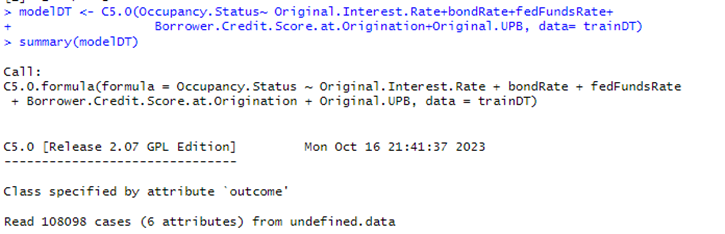 > modelDT <- C5.0(Occupancy.Status~ Original.Interest.Rate+bondRate+fedFundsRate+
+                 Borrower.Credit.Score.at.Origination+Original.UPB, data= trainDT)
> summary(modelDT)
Call:
C5.0.formula(formula = Occupancy.Status ~ Original.Interest.Rate + bondRate + fedFundsRate
 + Borrower.Credit.Score.at.Origination + Original.UPB, data = trainDT)
C5.0 [Release 2.07 GPL Edition]         Mon Oct 16 21:41:37 2023
-------------------------------
Class specified by attribute `outcome'
Read 108098 cases (6 attributes) from undefined.data